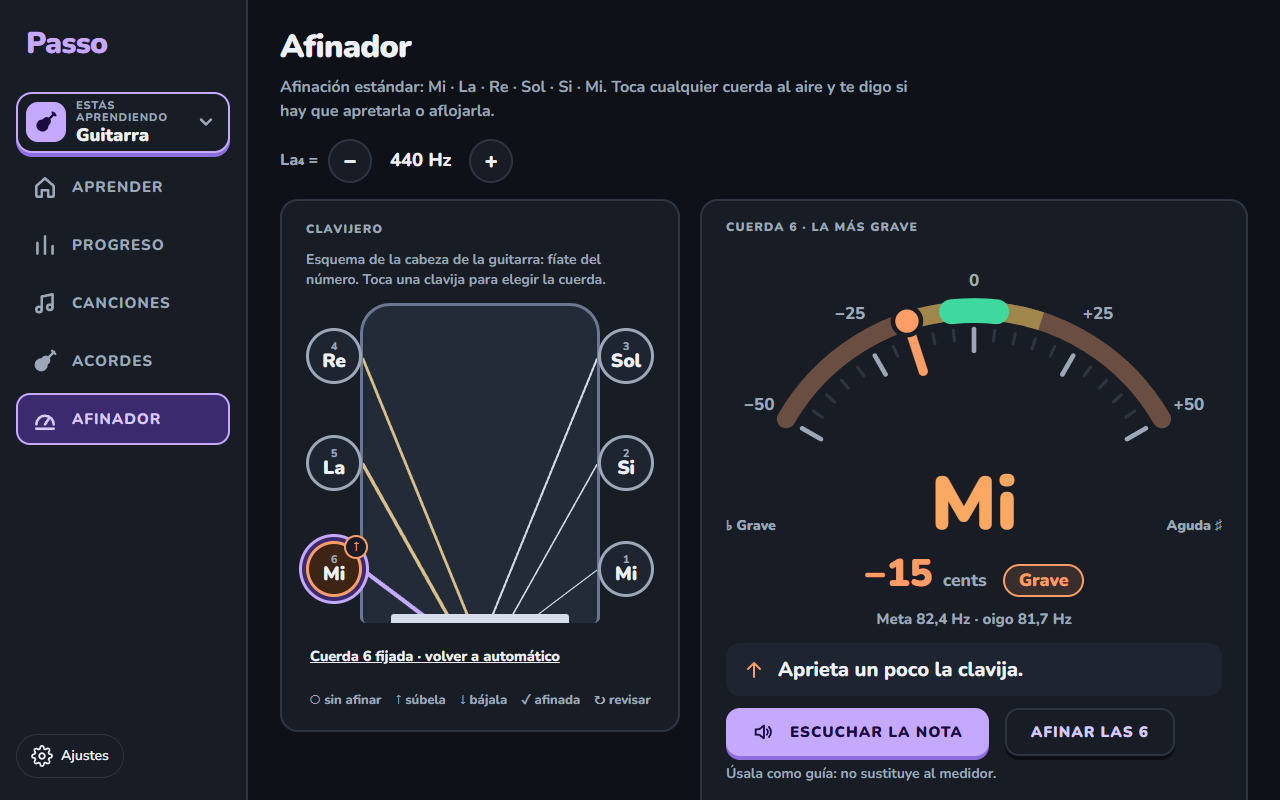 Passo
ESTÁS
APRENDIENDO
Guitarra
APRENDER
PROGRESO
CANCIONES
ACORDES
AFINADOR
Ajustes
Afinador
Afinación estándar: Mi · La · Re · Sol · Si · Mi. Toca cualquier cuerda al aire y te digo si
hay que apretarla o aflojarla.
La₄ = − 440 Hz +
CLAVIJERO
Esquema de la cabeza de la guitarra: fíate del
número. Toca una clavija para elegir la cuerda.
4
Re
3
Sol
5
La
2
Si
6
Mi
↑
1
Mi
Cuerda 6 fijada · volver a automático
○ sin afinar ↑ súbela ↓ bájala ✓ afinada ↻ revisar
CUERDA 6 · LA MÁS GRAVE
0
−25
+25
−50
+50
Mi
♭ Grave
Aguda ♯
−15 cents Grave
Meta 82,4 Hz · oigo 81,7 Hz
↑ Aprieta un poco la clavija.
ESCUCHAR LA NOTA
AFINAR LAS 6
Úsala como guía: no sustituye al medidor.